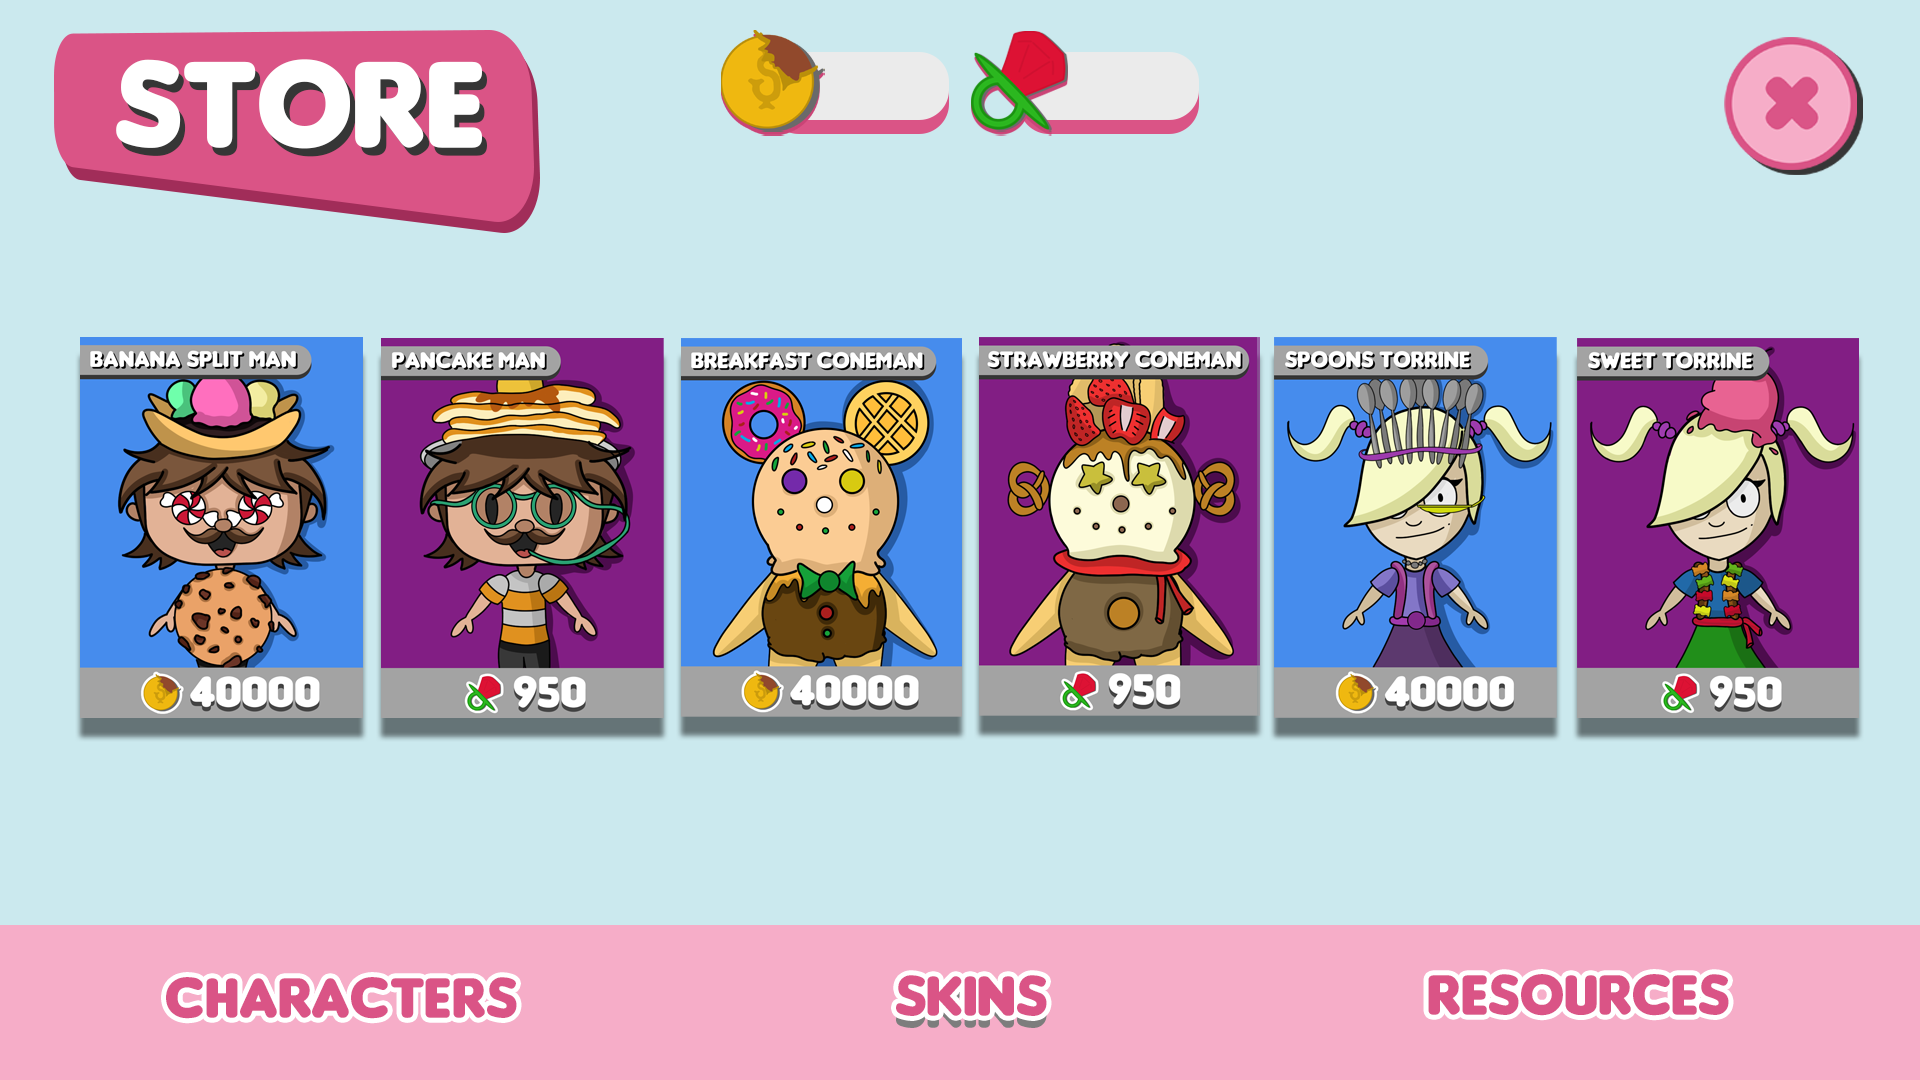 STORE
BANANA SPLIT MAN
PANCAKE MAN
BREAKFAST CONEMAN
STRAWBERRY CONEMAN
SPOONS TORRINE
SWEET TORRINE
40000
950
40000
950
40000
950
CHARACTERS
SKINS
RESOURCES